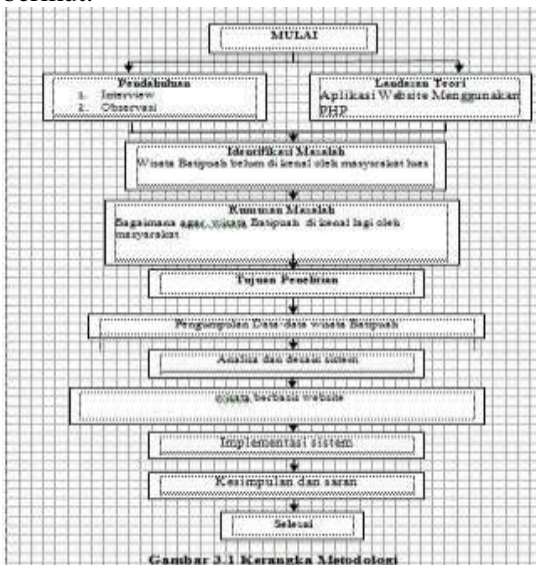 berikut.
MULAI
Pendahuluan
1. Interview
2. Observasi
Landasan Teori
Aplikasi Website Menggunakan
PHP
Identifikasi Masalah
Wisata Batipuah belum di kenal oleh masyarakat luas
Rumusan Masalah
Bagaimana agar wisata Batipuah di kenal lagi oleh
masyarakat
Tujuan Penelitian
Pengumpulan Data-data wisata Batipuah
Analisa dan desain sistem
wisata berbasis website
Implementasi sistem
Kesimpulan dan saran
Selesai
Gambar 3.1 Kerangka Metodologi